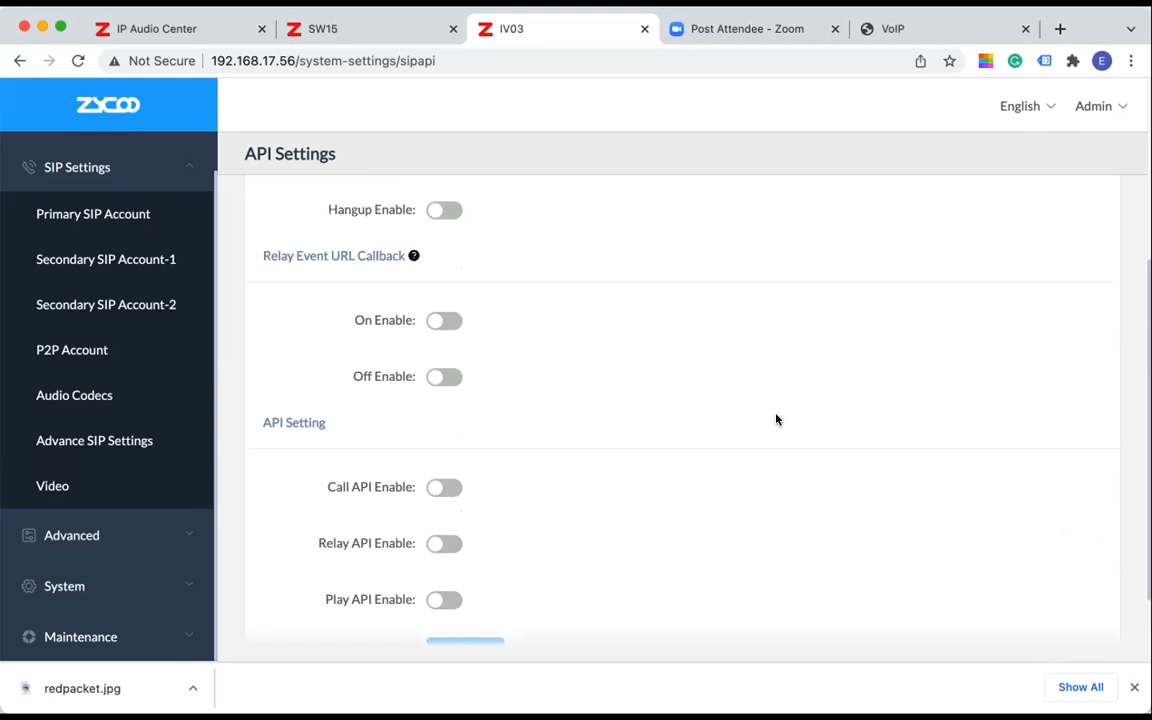 IP Audio Center
SW15
IV03
Post Attendee - Zoom
VoIP
Not Secure
192.168.17.56/system-settings/sipapi
E
ZYCOO
English
Admin
SIP Settings
API Settings
Primary SIP Account
Secondary SIP Account-1
Secondary SIP Account-2
P2P Account
Audio Codecs
Advance SIP Settings
Video
Advanced
System
Maintenance
Hangup Enable:
Relay Event URL Callback ?
On Enable:
Off Enable:
API Setting
Call API Enable:
Relay API Enable:
Play API Enable:
redpacket.jpg
Show All